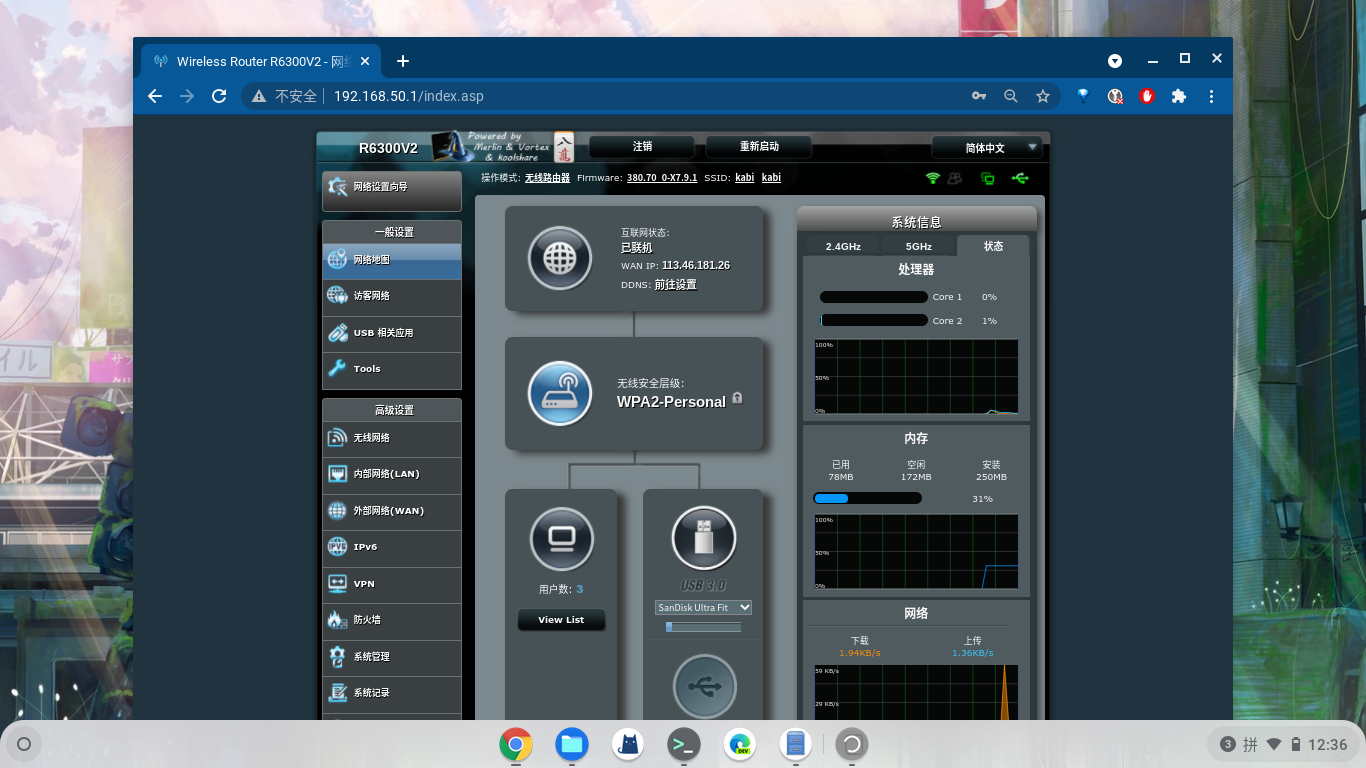 Wireless Router R6300V2 - 网
不安全 192.168.50.1/index.asp
R6300V2
Powered by
Merlin & Vortex
& koolshare
八
萬
注销
重新启动
简体中文
操作模式: 无线路由器 Firmware: 380.70_0-X7.9.1 SSID: kabi kabi
网络设置向导
一般设置
网络地图
访客网络
USB 相关应用
Tools
高级设置
无线网络
内部网络(LAN)
外部网络(WAN)
IPv6
VPN
防火墙
系统管理
系统记录
互联网状态:
已联机
WAN IP: 113.46.181.26
DDNS: 前往设置
无线安全层级:
WPA2-Personal
用户数: 3
View List
USB 3.0
SanDisk Ultra Fit
系统信息
2.4GHz 5GHz 状态
处理器
Core 1 0%
Core 2 1%
100%
50%
0%
内存
已用 空闲 安装
78MB 172MB 250MB
31%
100%
50%
0%
网络
下载 上传
1.94KB/s 1.36KB/s
59 KB/s
29 KB/s
DEV
3 拼 12:36